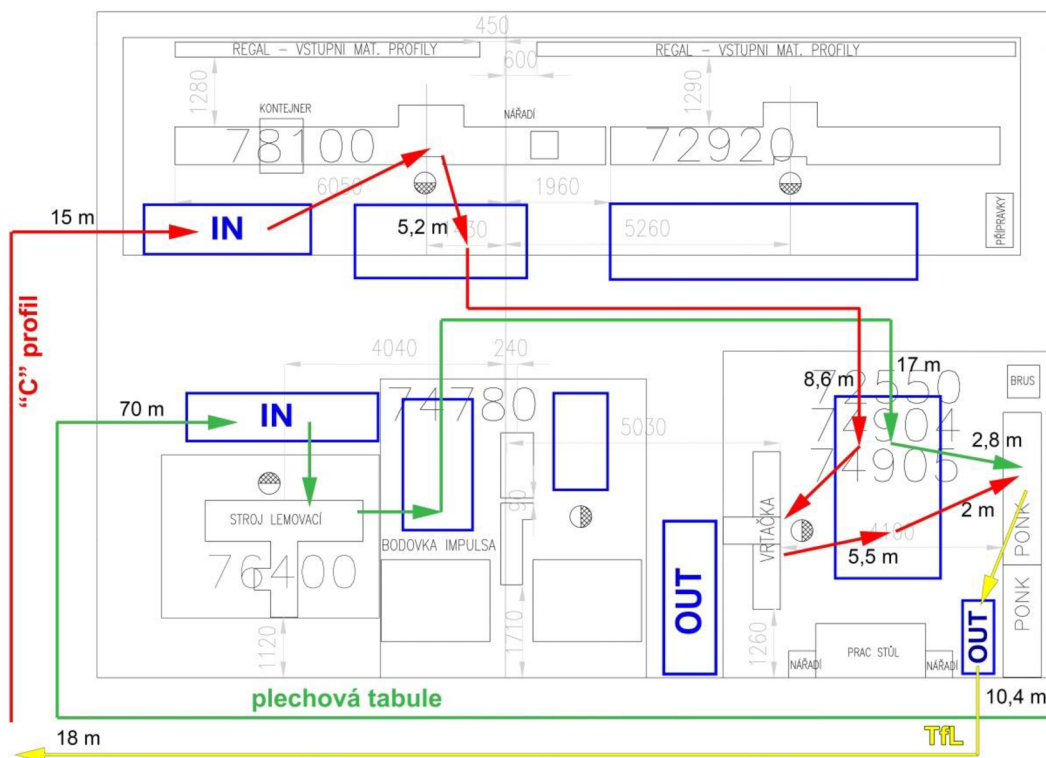 450
REGAL - VSTUPNI MAT. PROFILY
REGAL - VSTUPNI MAT. PROFILY
600
1280
1290
KONTEJNER
NÁŘADÍ
78100
72920
6050
1960
15 m
IN
5,2 m
430
5260
PŘÍPRAVKY
"C" profil
4040
240
17 m
8,6 m
72550
BRUS
70 m
IN
74780
74904
5030
2,8 m
74905
90
STROJ LEMOVACÍ
VRTAČKA
2 m
PONK
BODOVKA IMPULSA
4100
5,5 m
76400
OUT
PONK
1120
1710
1260
OUT
NÁŘADÍ
PRAC STŮL
NÁŘADÍ
plechová tabule
10,4 m
18 m
TfL